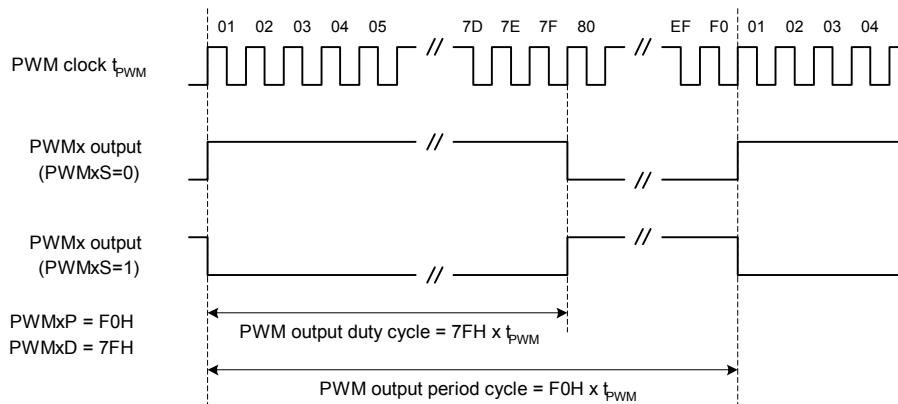 01 02 03 04 05 // 7D 7E 7F 80 // EF F0 01 02 03 04
PWM clock tPWM
PWMx output
(PWMxS=0)
//
//
PWMx output
(PWMxS=1)
//
//
PWMxP = F0H
PWMxD = 7FH
PWM output duty cycle = 7FH x tPWM
PWM output period cycle = F0H x tPWM